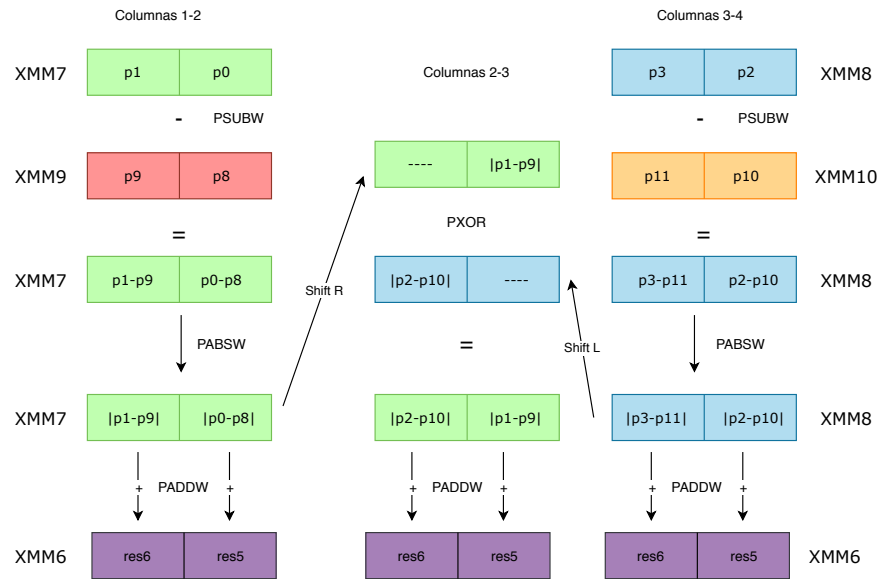 Columnas 1-2 Columnas 3-4
XMM7 p1 p0 Columnas 2-3 p3 p2 XMM8
- PSUBW - PSUBW
---- |p1-p9|
XMM9 p9 p8 p11 p10 XMM10
PXOR
= =
XMM7 p1-p9 p0-p8 |p2-p10| ---- p3-p11 p2-p10 XMM8
Shift R
PABSW = Shift L PABSW
XMM7 |p1-p9| |p0-p8| |p2-p10| |p1-p9| |p3-p11| |p2-p10| XMM8
+ PADDW + + PADDW + + PADDW +
XMM6 res6 res5 res6 res5 res6 res5 XMM6